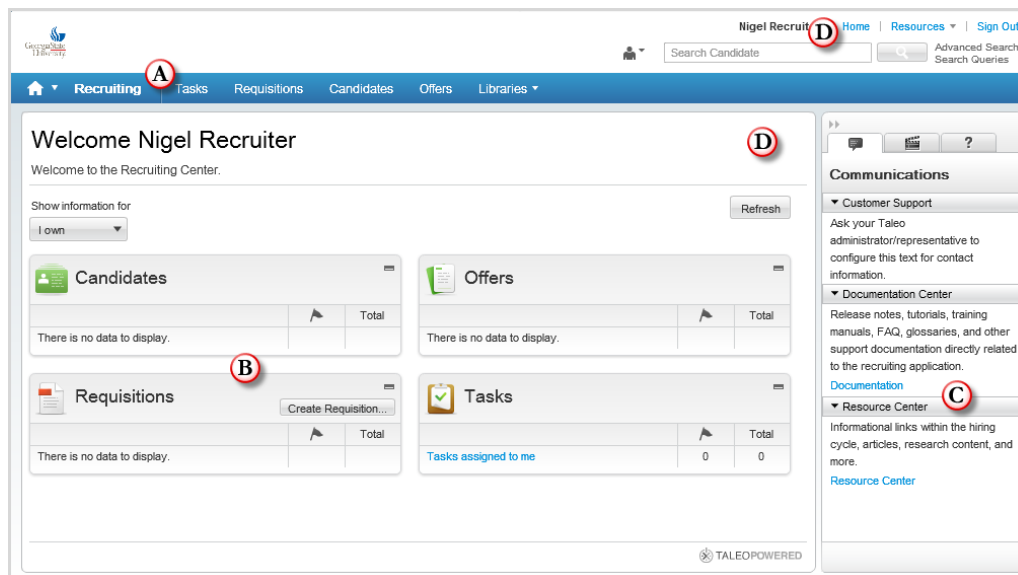 Nigel Recruit
D
Home | Resources | Sign Out
Georgia State
University
Search Candidate
Advanced Search
Search Queries
A
Recruiting Tasks Requisitions Candidates Offers Libraries
Welcome Nigel Recruiter
D
Welcome to the Recruiting Center.
Show information for
I own
Refresh
Candidates
Total
There is no data to display.
Offers
Total
There is no data to display.
B
Requisitions
Create Requisition...
Total
There is no data to display.
Tasks
Total
Tasks assigned to me 0 0
TALEOPOWERED
?
Communications
Customer Support
Ask your Taleo
administrator/representative to
configure this text for contact
information.
Documentation Center
Release notes, tutorials, training
manuals, FAQ, glossaries, and other
support documentation directly related
to the recruiting application.
Documentation
C
Resource Center
Informational links within the hiring
cycle, articles, research content, and
more.
Resource Center